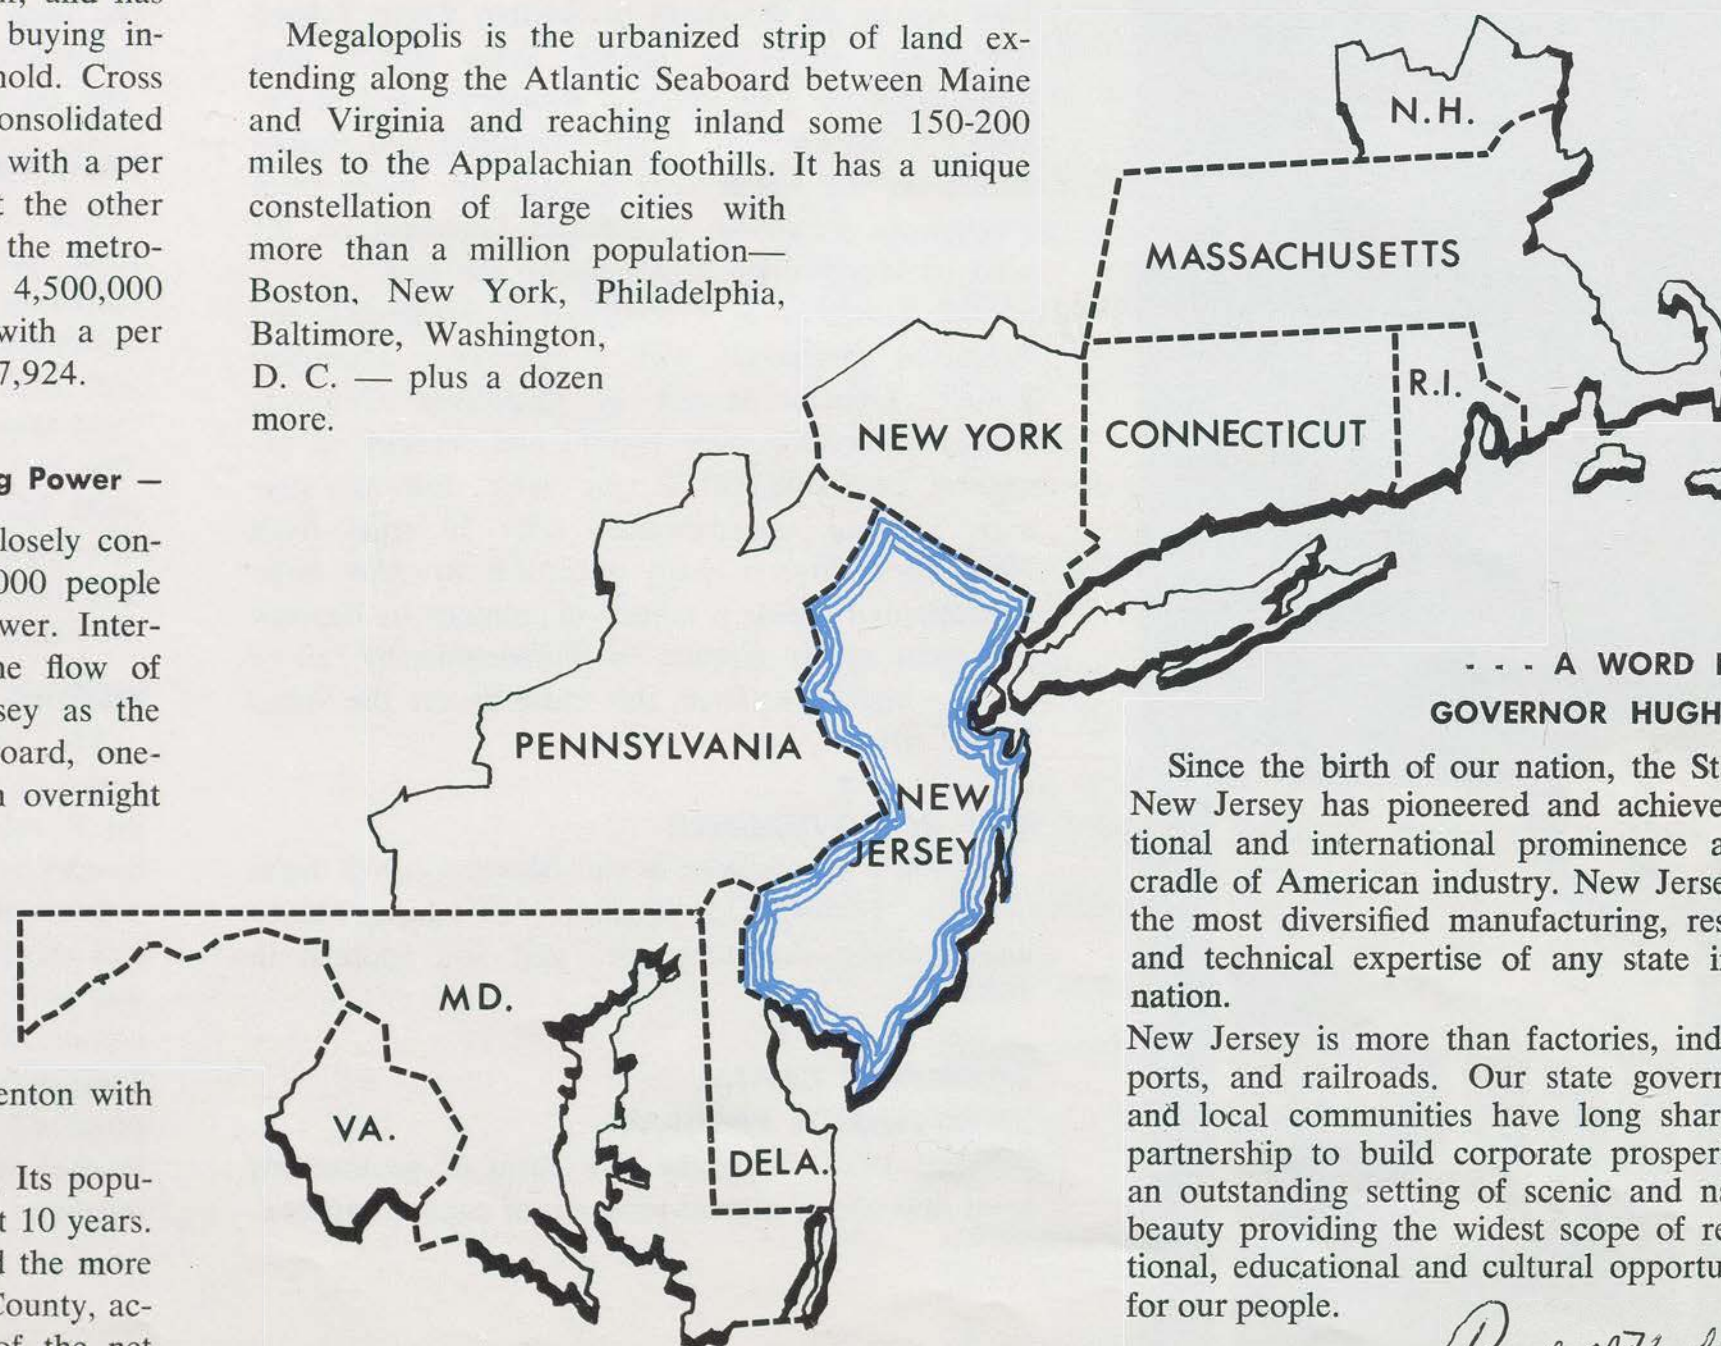 buying in-
hold. Cross
onsolidated
with a per
the other
the metro-
4,500,000
with a per
7,924.
g Power —
losely con-
000 people
wer. Inter-
ne flow of
sey as the
oard, one-
overnight
enton with
Its popu-
t 10 years.
the more
County, ac-
of the net
Megalopolis is the urbanized strip of land ex-
tending along the Atlantic Seaboard between Maine
and Virginia and reaching inland some 150-200
miles to the Appalachian foothills. It has a unique
constellation of large cities with
more than a million population—
Boston, New York, Philadelphia,
Baltimore, Washington,
D. C. — plus a dozen
more.
N.H.
MASSACHUSETTS
R.I.
NEW YORK
CONNECTICUT
PENNSYLVANIA
NEW
JERSEY
MD.
VA.
DELA.
- - - A WORD
GOVERNOR HUGH
Since the birth of our nation, the St
New Jersey has pioneered and achieve
tional and international prominence a
cradle of American industry. New Jerse
the most diversified manufacturing, res
and technical expertise of any state i
nation.
New Jersey is more than factories, ind
ports, and railroads. Our state govern
and local communities have long shar
partnership to build corporate prosper
an outstanding setting of scenic and n
beauty providing the widest scope of re
tional, educational and cultural opportu
for our people.